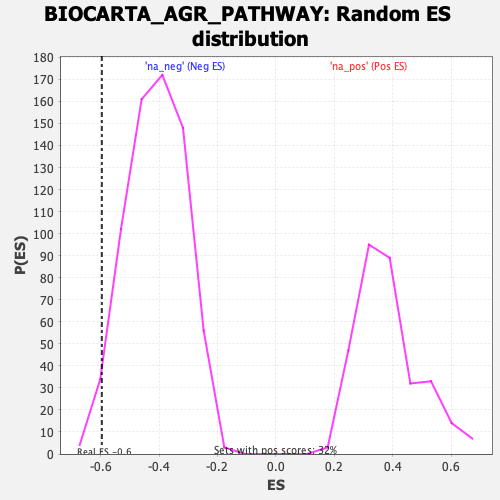 BIOCARTA_AGR_PATHWAY: Random ES
distribution
'na_neg' (Neg ES)
'na_pos' (Pos ES)
180
170
160
150
140
130
120
110
100
90
80
70
60
50
40
30
20
10
0
P(ES)
Real ES -0.6
Sets with pos scores: 32%
-0.6 -0.4 -0.2 0.0 0.2 0.4 0.6
ES